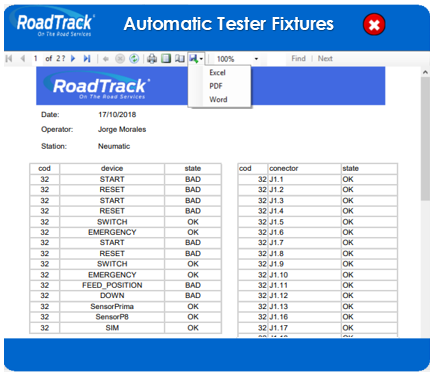 RoadTrack
On The Road Services
Automatic Tester Fixtures
1 of 2 ? 100% Find | Next
Excel
PDF
Word
RoadTrack
On The Road Services
Date: 17/10/2018
Operator: Jorge Morales
Station: Neumatic
cod device state cod conector state
32 START BAD 32 J1.1 OK
32 RESET BAD 32 J1.2 OK
32 START BAD 32 J1.3 OK
32 RESET BAD 32 J1.4 OK
32 SWITCH OK 32 J1.5 OK
32 EMERGENCY OK 32 J1.6 OK
32 START BAD 32 J1.7 OK
32 RESET BAD 32 J1.8 OK
32 SWITCH OK 32 J1.9 OK
32 EMERGENCY OK 32 J1.10 OK
32 FEED_POSITION BAD 32 J1.11 OK
32 DOWN BAD 32 J1.12 OK
32 SensorPrima OK 32 J1.13 OK
32 SensorP8 OK 32 J1.16 OK
32 SIM OK 32 J1.17 OK